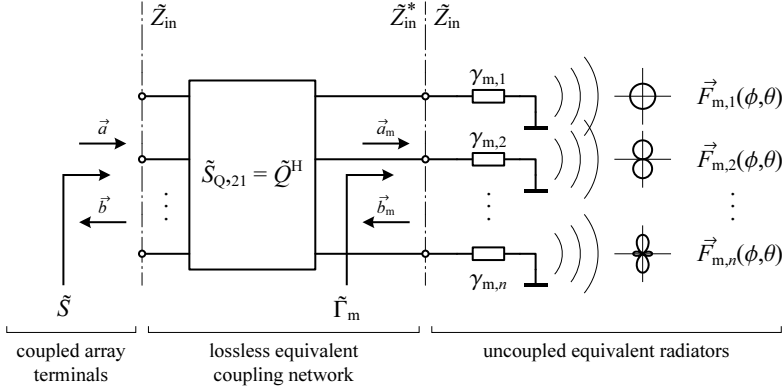 Z̃in Z̃*in Z̃in
γm,1 F⃗m,1(ϕ,θ)
a⃗ a⃗m γm,2 F⃗m,2(ϕ,θ)
S̃Q,21 = Q̃H
⋮ ⋮ ⋮ ⋮
b⃗ b⃗m
γm,n F⃗m,n(ϕ,θ)
S̃ Γ̃m
coupled array terminals
lossless equivalent coupling network
uncoupled equivalent radiators